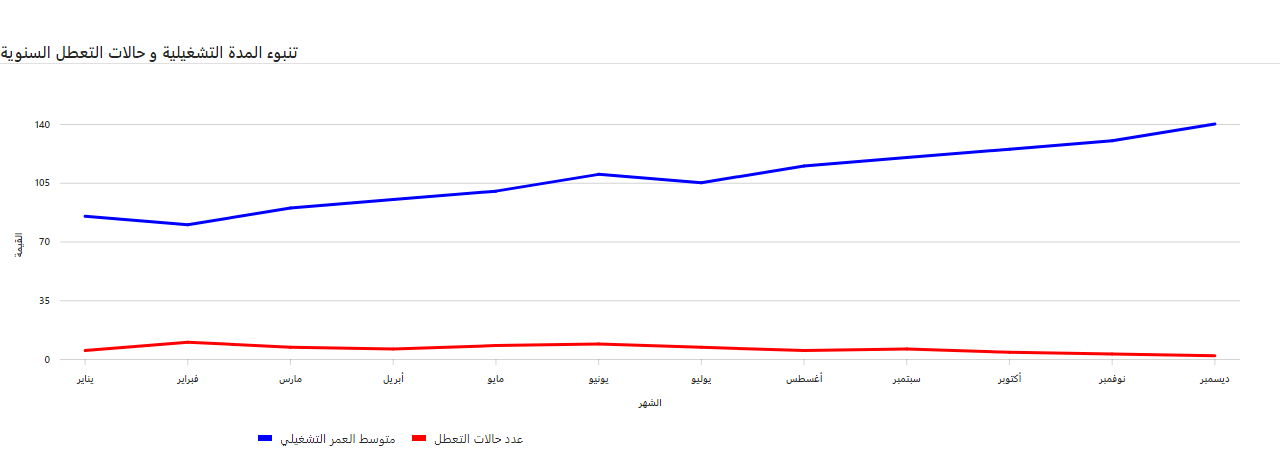 تنبوء المدة التشغيلية و حالات التعطل السنوية
140
105
70
35
0
القيمة
يناير
فبراير
مارس
أبريل
مايو
يونيو
يوليو
أغسطس
سبتمبر
أكتوبر
نوفمبر
ديسمبر
الشهر
متوسط العمر التشغيلي
عدد حالات التعطل